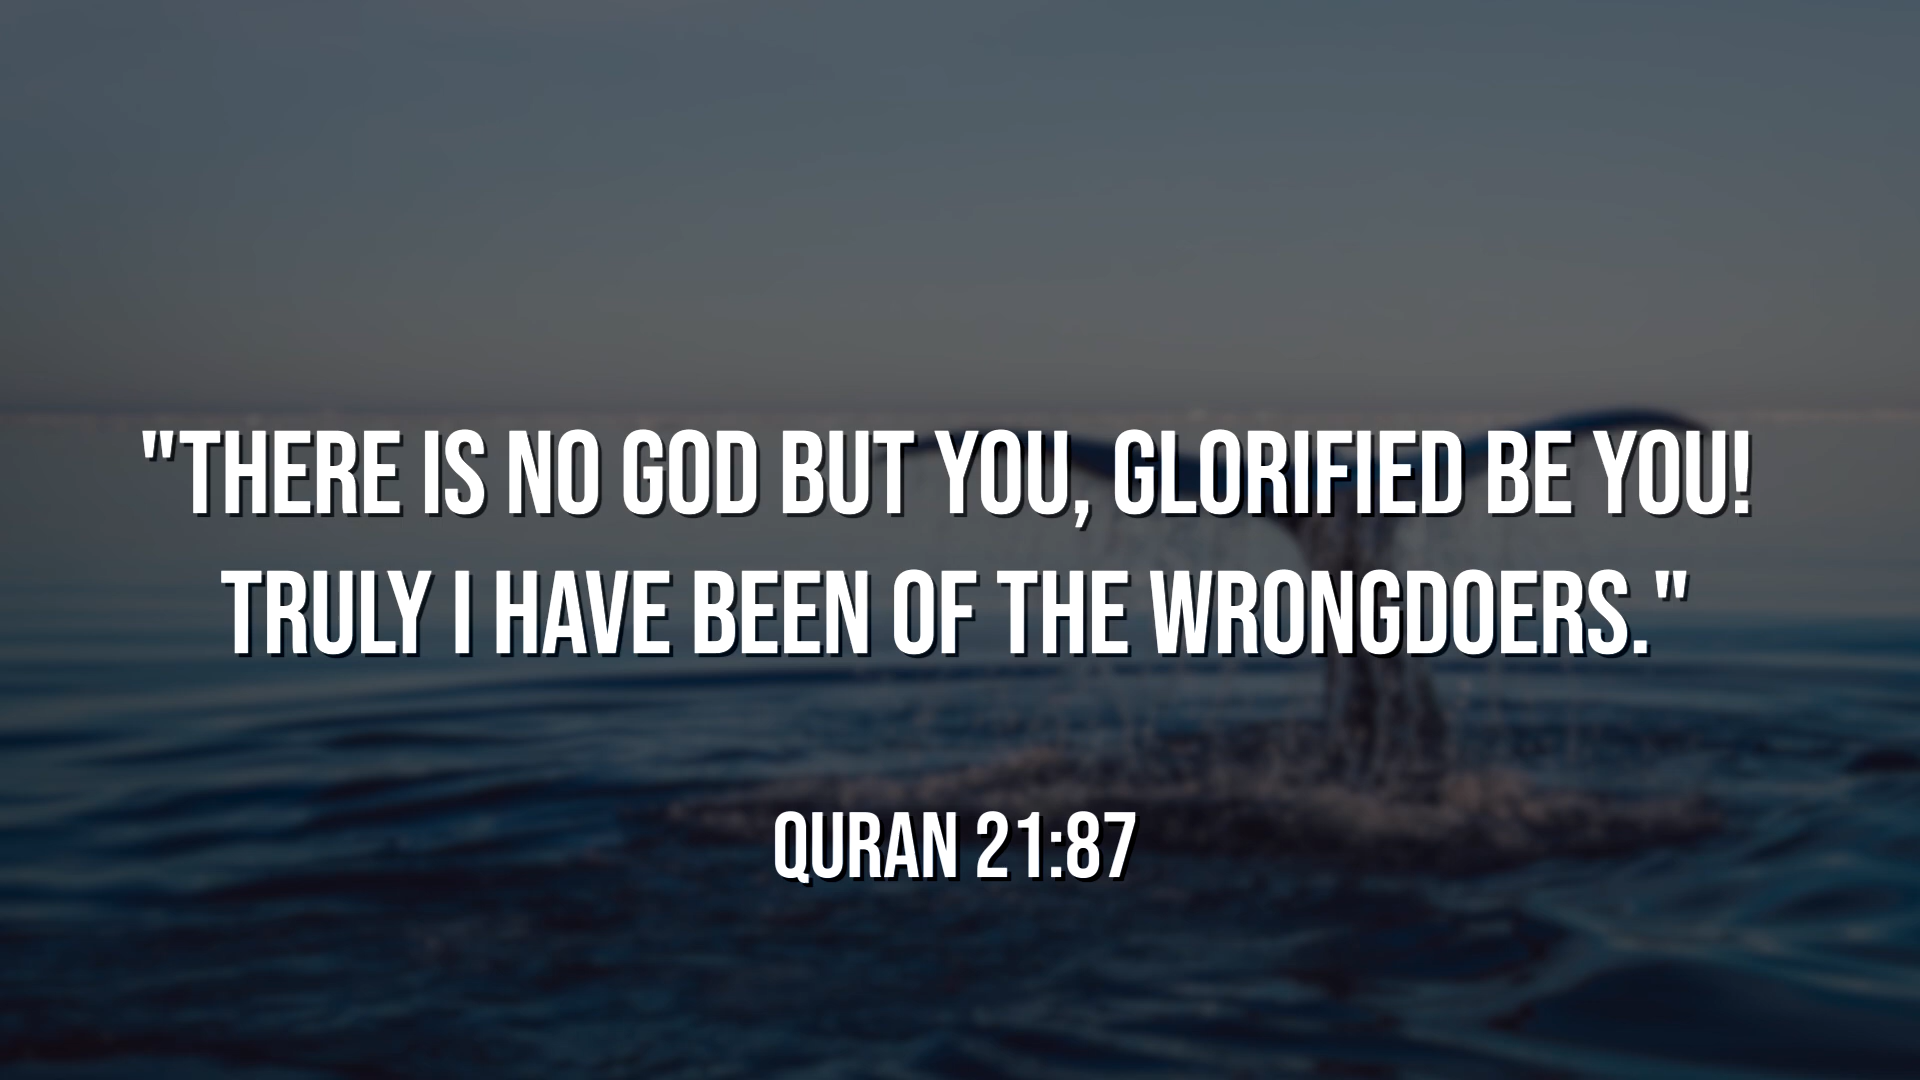 "THERE IS NO GOD BUT YOU, GLORIFIED BE YOU!
TRULY I HAVE BEEN OF THE WRONGDOERS."
QURAN 21:87